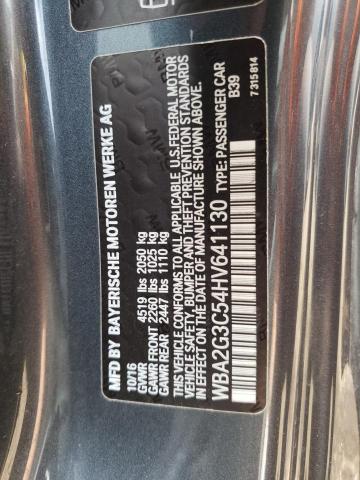 MFD BY BAYERISCHE MOTOREN WERKE AG
10/16
GVWR 4519 lbs 2050 kg
GAWR FRONT 2260 lbs 1025 kg
GAWR REAR 2447 lbs 1110 kg
THIS VEHICLE CONFORMS TO ALL APPLICABLE U.S.FEDERAL MOTOR
VEHICLE SAFETY, BUMPER AND THEFT PREVENTION STANDARDS
IN EFFECT ON THE DATE OF MANUFACTURE SHOWN ABOVE.
WBA2G3C54HV641130 TYPE: PASSENGER CAR
B39
7 315 814